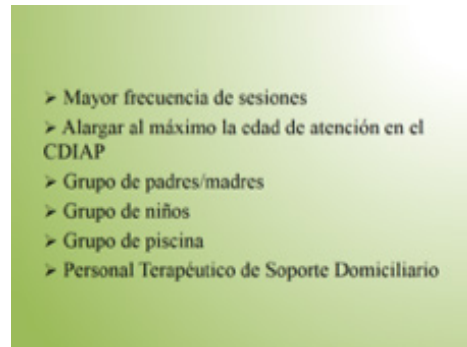 ➢ Mayor frecuencia de sesiones
➢ Alargar al máximo la edad de atención en el
CDIAP
➢ Grupo de padres/madres
➢ Grupo de niños
➢ Grupo de piscina
➢ Personal Terapéutico de Soporte Domiciliario